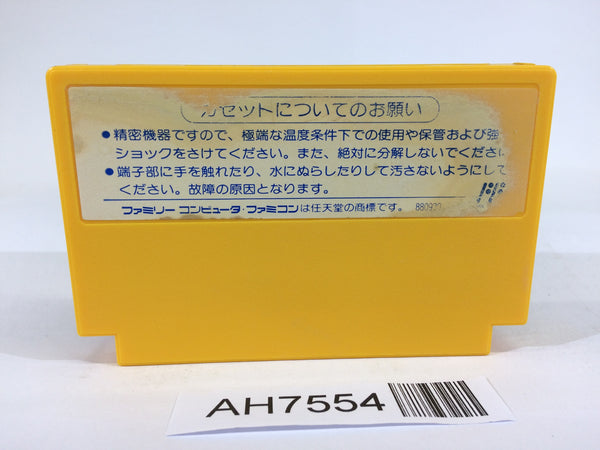 カセットについてのお願い
●精密機器ですので、極端な温度条件下での使用や保管および強
ショックをさけてください。また、絶対に分解しないでくださ
●端子部に手を触れたり、水にぬらしたりして汚さないようにして
ください。故障の原因となります。
ファミリー コンピュータ・ファミコンは任天堂の商標です。
AH7554